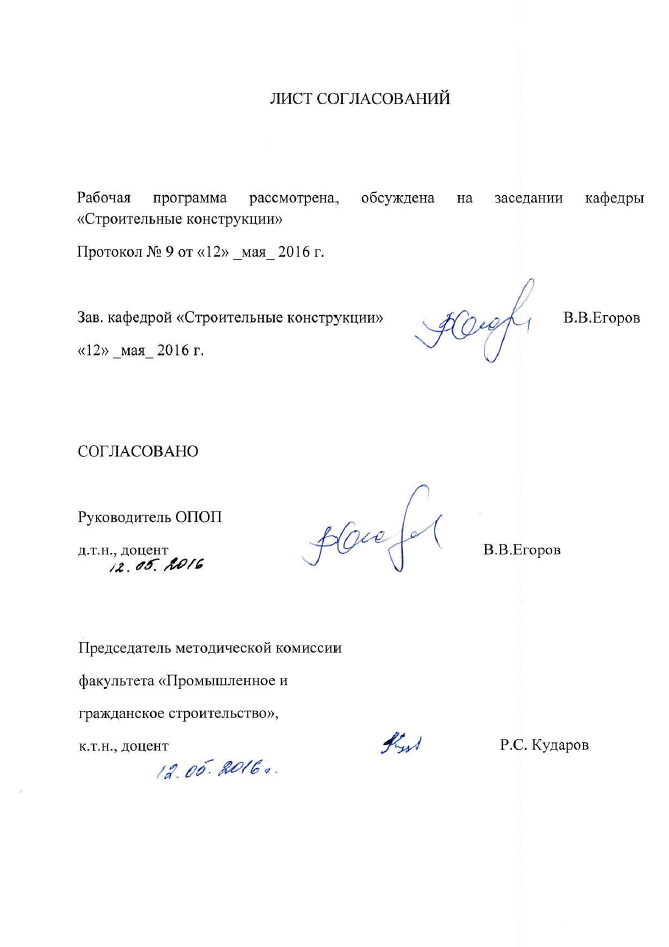 ЛИСТ СОГЛАСОВАНИЙ
Рабочая программа рассмотрена, обсуждена на заседании кафедры
«Строительные конструкции»
Протокол № 9 от «12» _мая_ 2016 г.
Зав. кафедрой «Строительные конструкции» В.В.Егоров
«12» _мая_ 2016 г.
СОГЛАСОВАНО
Руководитель ОПОП
д.т.н., доцент В.В.Егоров
12.05.2016
Председатель методической комиссии
факультета «Промышленное и
гражданское строительство»,
к.т.н., доцент Р.С. Кударов
12.05.2016г.